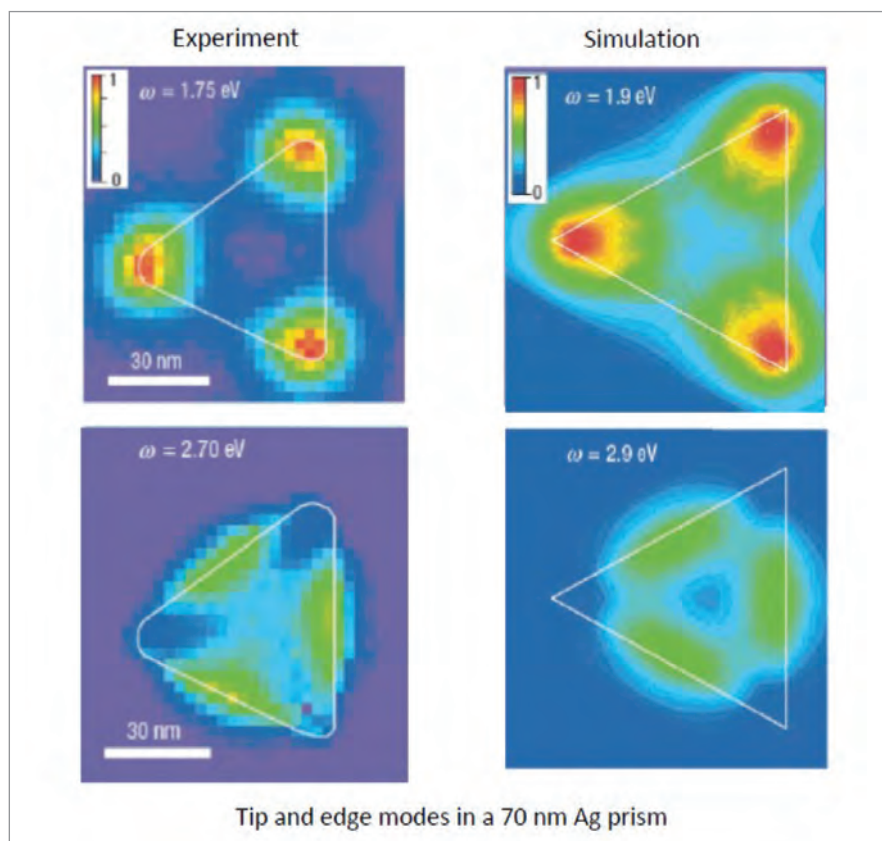 Experiment
Simulation
1
0
ω = 1.75 eV
1
0
ω = 1.9 eV
30 nm
ω = 2.70 eV
ω = 2.9 eV
30 nm
Tip and edge modes in a 70 nm Ag prism